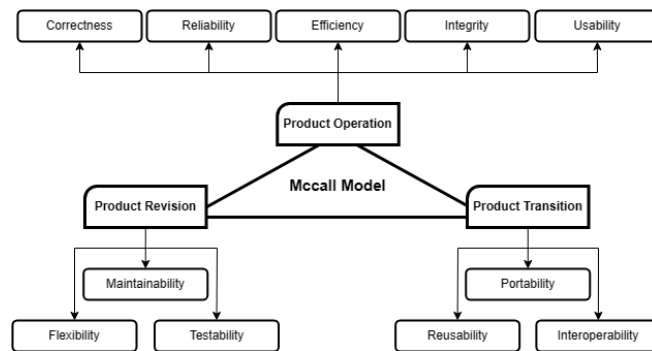 Correctness
Reliability
Efficiency
Integrity
Usability
Product Operation
Mccall Model
Product Revision
Product Transition
Maintainability
Portability
Flexibility
Testability
Reusability
Interoperability